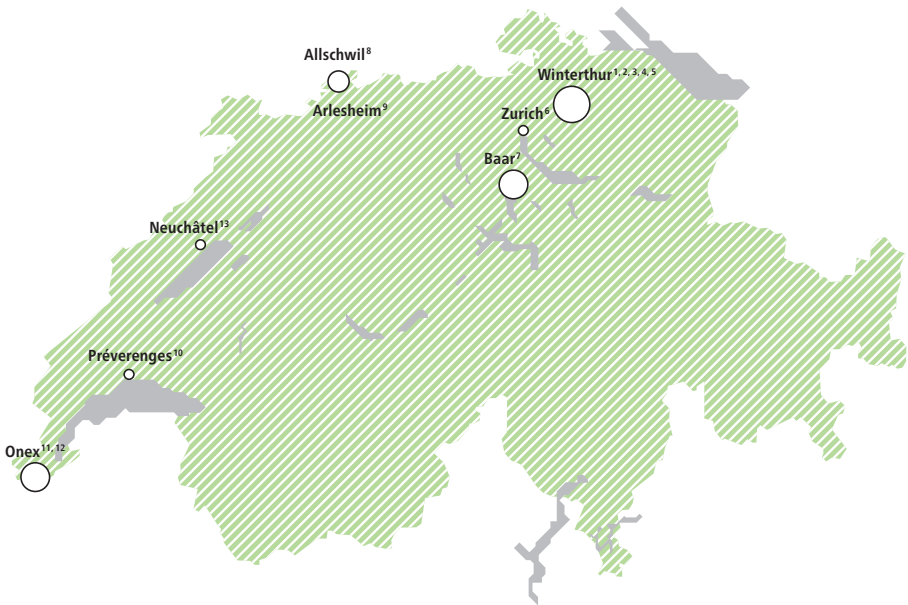 Allschwil⁸
Winterthur¹, ², ³, ⁴, ⁵
Arlesheim⁹
Zurich⁶
Baar⁷
Neuchâtel¹³
Préverenges¹⁰
Onex¹¹, ¹²